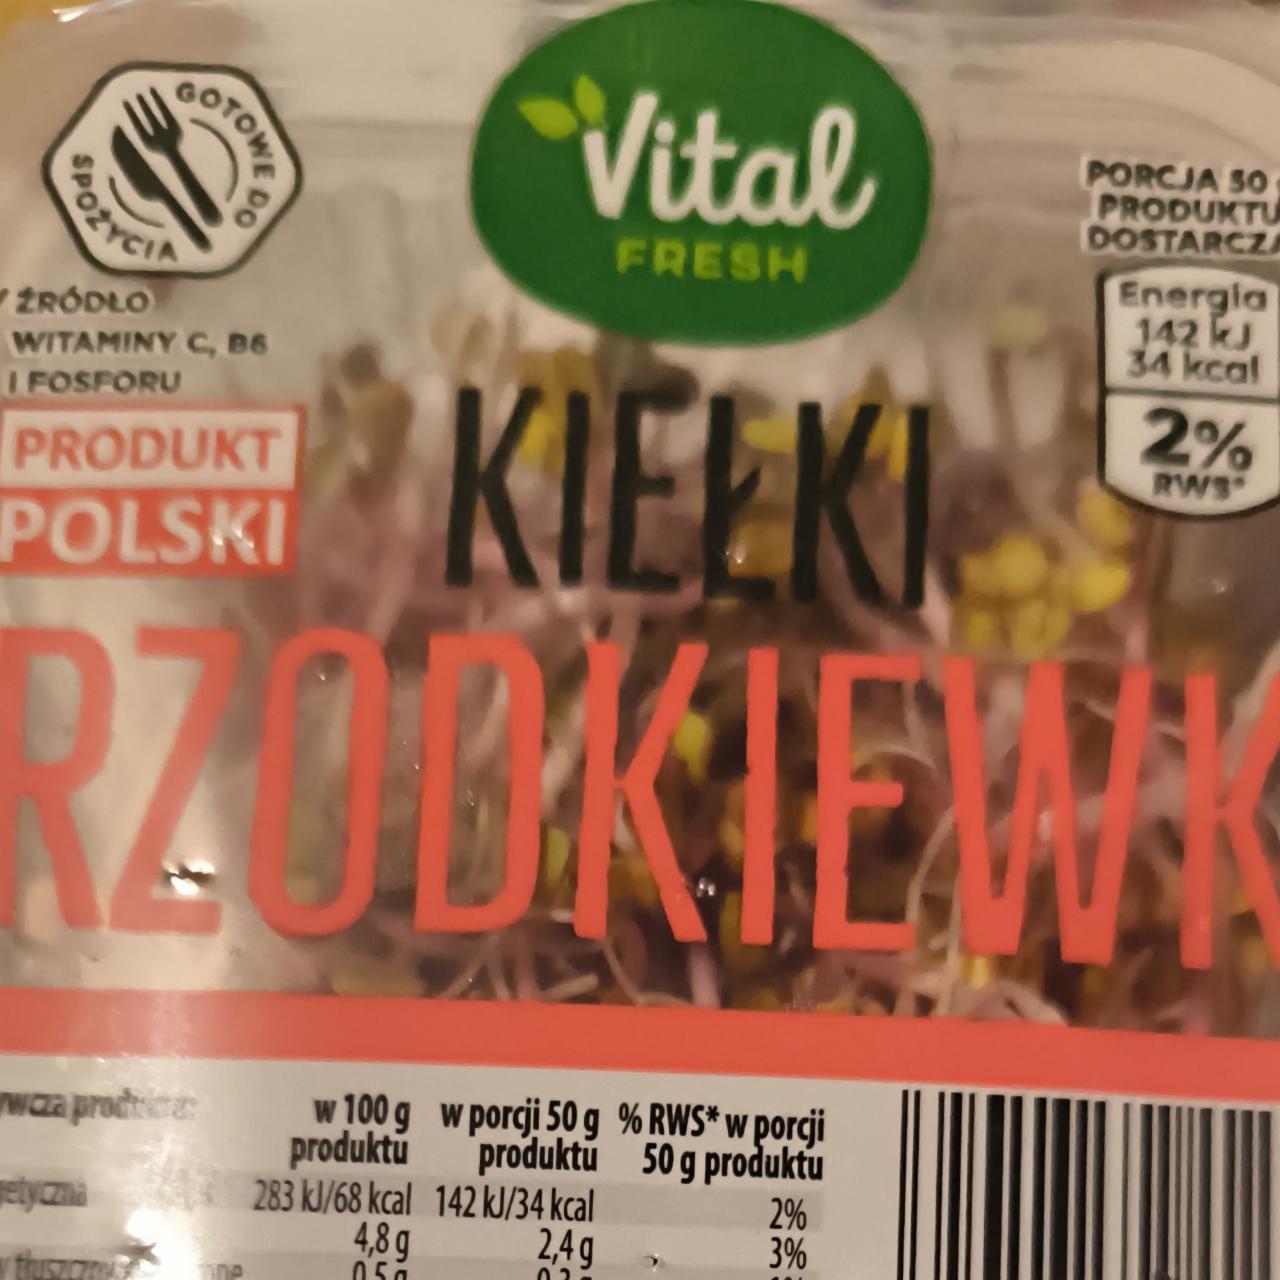 GOTOWE DO
SPOŻYCIA
Vital
FRESH
ŹRÓDŁO
WITAMINY C, B6
I FOSFORU
PRODUKT
POLSKI
PORCJA 50
PRODUKTU
DOSTARCZA
Energia
142 kJ
34 kcal
2%
RWS*
KIEŁKI
RZODKIEWK
w 100 g produktu
w porcji 50 g produktu
% RWS* w porcji 50 g produktu
283 kJ/68 kcal 142 kJ/34 kcal 2%
4,8 g 2,4 g 3%
0,5 g